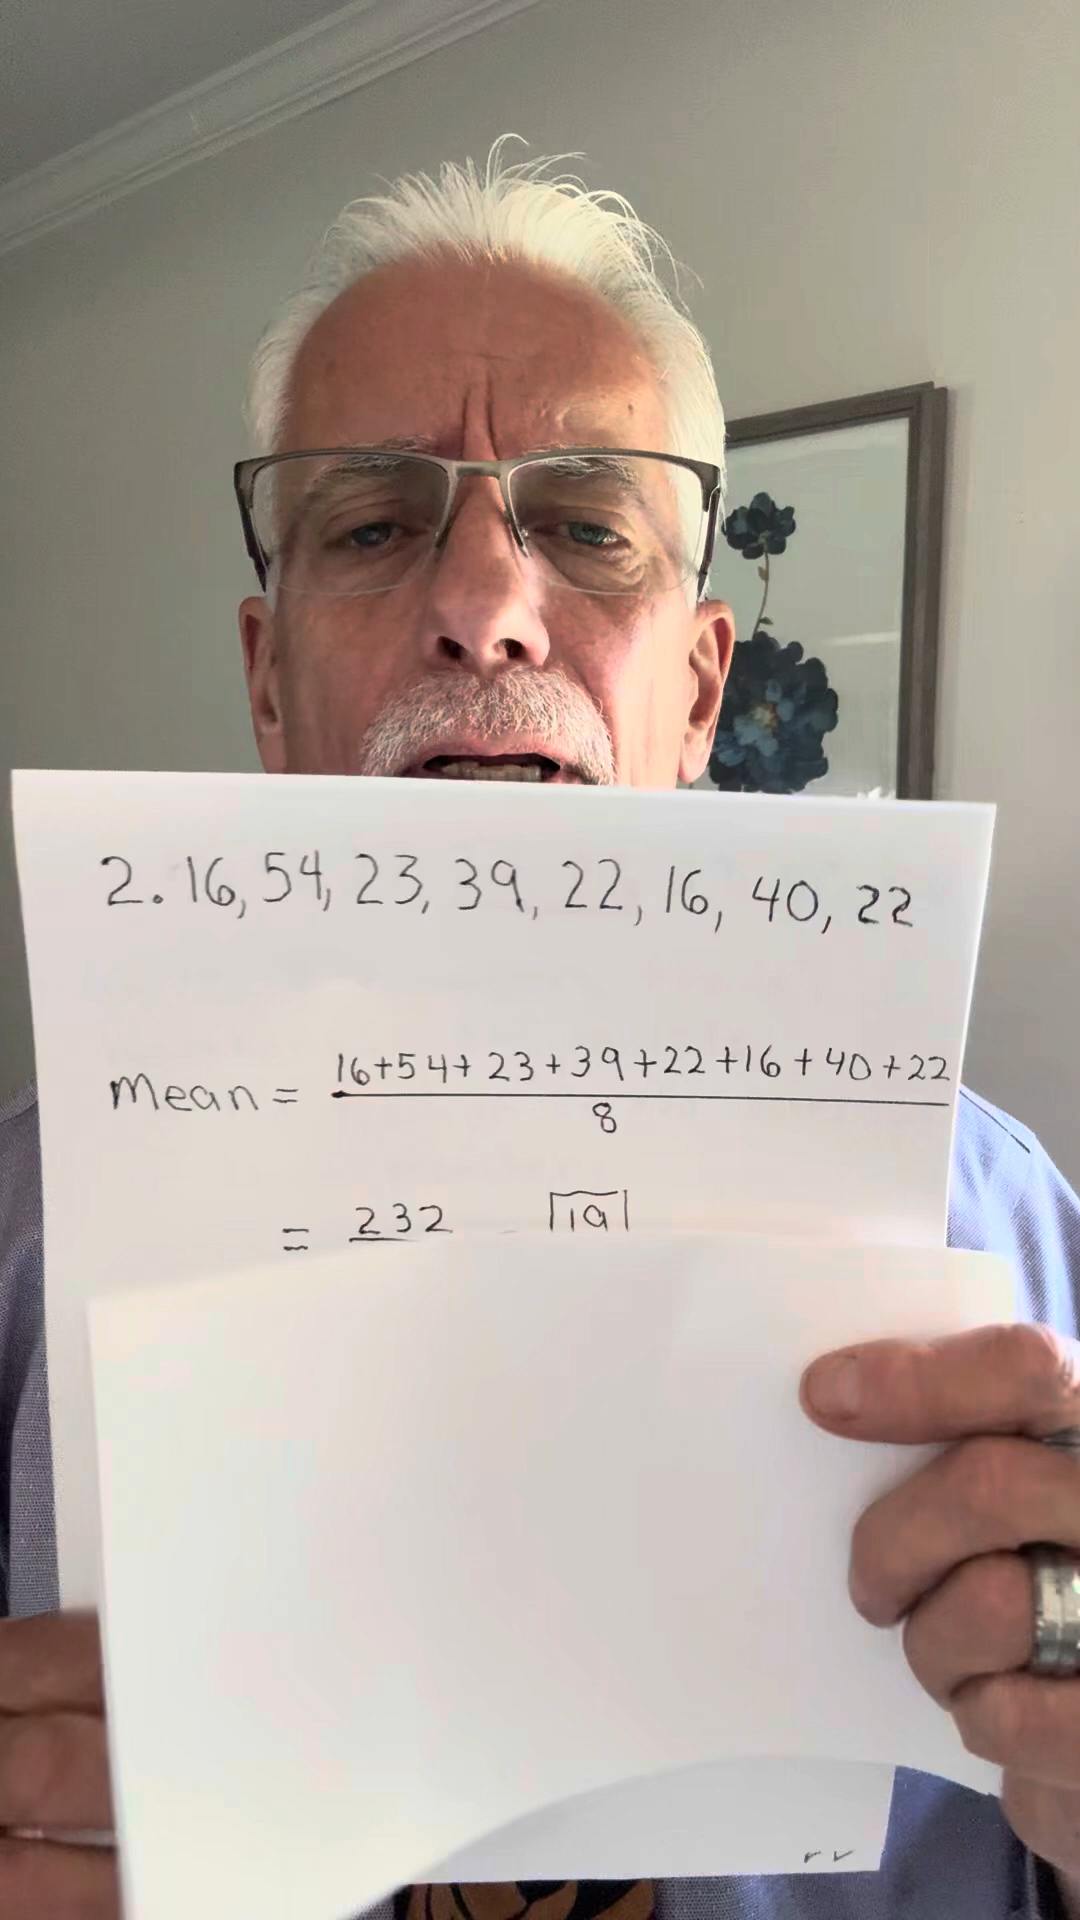 2. 16, 54, 23, 39, 22, 16, 40, 22
Mean = 16+54+23+39+22+16+40+22
8
= 232